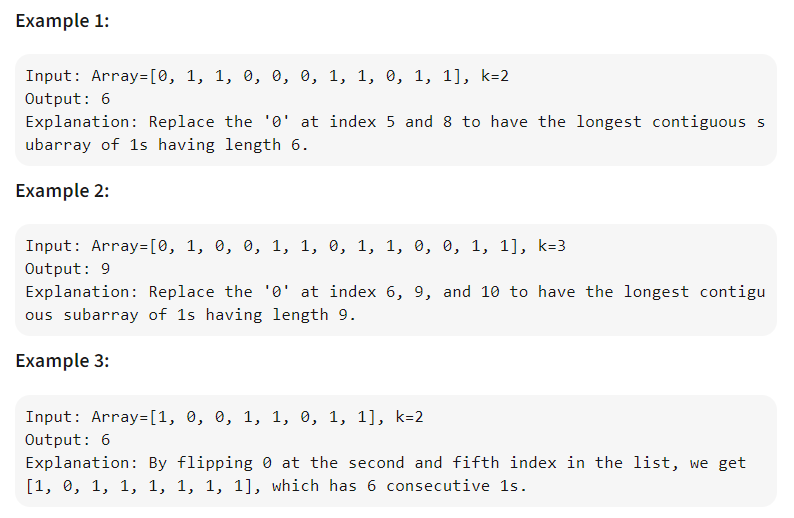 Example 1:
Input: Array=[0, 1, 1, 0, 0, 0, 1, 1, 0, 1, 1], k=2
Output: 6
Explanation: Replace the '0' at index 5 and 8 to have the longest contiguous s
ubarray of 1s having length 6.
Example 2:
Input: Array=[0, 1, 0, 0, 1, 1, 0, 1, 1, 0, 0, 1, 1], k=3
Output: 9
Explanation: Replace the '0' at index 6, 9, and 10 to have the longest contigu
ous subarray of 1s having length 9.
Example 3:
Input: Array=[1, 0, 0, 1, 1, 0, 1, 1], k=2
Output: 6
Explanation: By flipping 0 at the second and fifth index in the list, we get
[1, 0, 1, 1, 1, 1, 1, 1], which has 6 consecutive 1s.